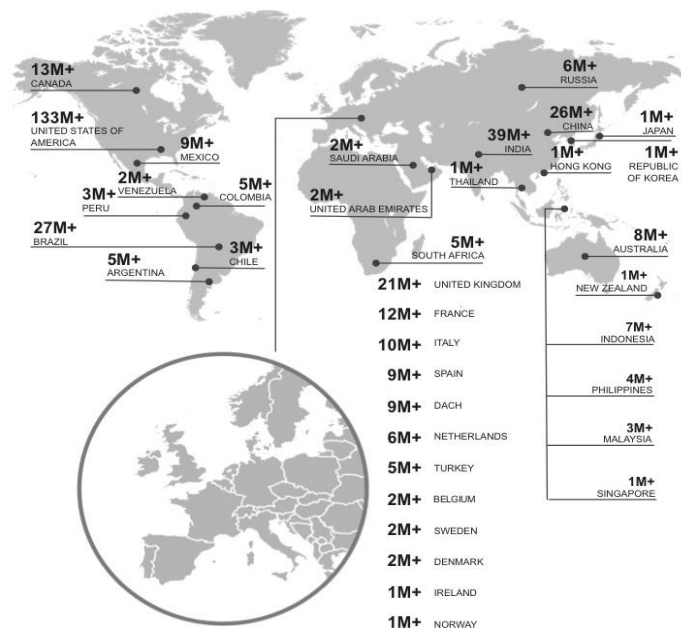 13M+
CANADA
133M+
UNITED STATES OF
AMERICA
9M+
MEXICO
2M+
VENEZUELA
5M+
COLOMBIA
3M+
PERU
27M+
BRAZIL
3M+
CHILE
5M+
ARGENTINA
6M+
RUSSIA
26M+
CHINA
1M+
JAPAN
39M+
INDIA
2M+
SAUDI ARABIA
1M+
HONG KONG
1M+
REPUBLIC
OF KOREA
1M+
THAILAND
2M+
UNITED ARAB EMIRATES
5M+
SOUTH AFRICA
8M+
AUSTRALIA
1M+
NEW ZEALAND
7M+
INDONESIA
4M+
PHILIPPINES
3M+
MALAYSIA
1M+
SINGAPORE
21M+ UNITED KINGDOM
12M+ FRANCE
10M+ ITALY
9M+ SPAIN
9M+ DACH
6M+ NETHERLANDS
5M+ TURKEY
2M+ BELGIUM
2M+ SWEDEN
2M+ DENMARK
1M+ IRELAND
1M+ NORWAY